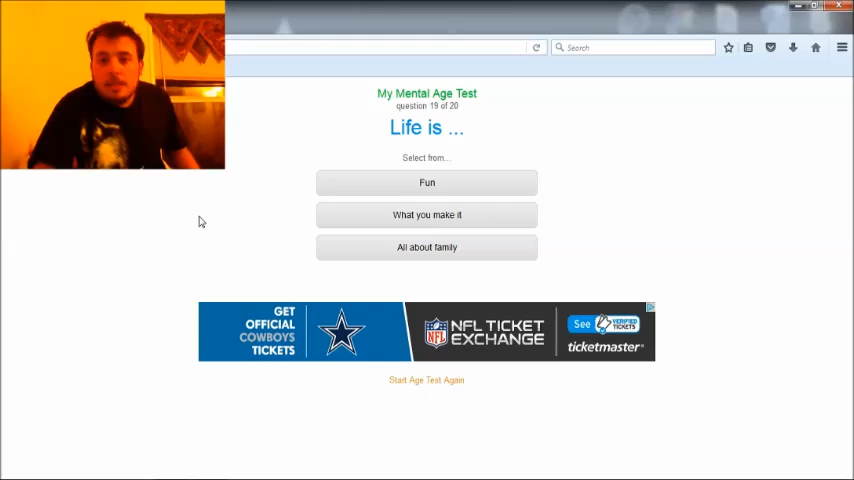 Search
My Mental Age Test
question 19 of 20
Life is ...
Select from...
Fun
What you make it
All about family
GET
OFFICIAL
COWBOYS
TICKETS
NFL
NFL TICKET
EXCHANGE
See
VERIFIED
TICKETS
ticketmaster®
Start Age Test Again